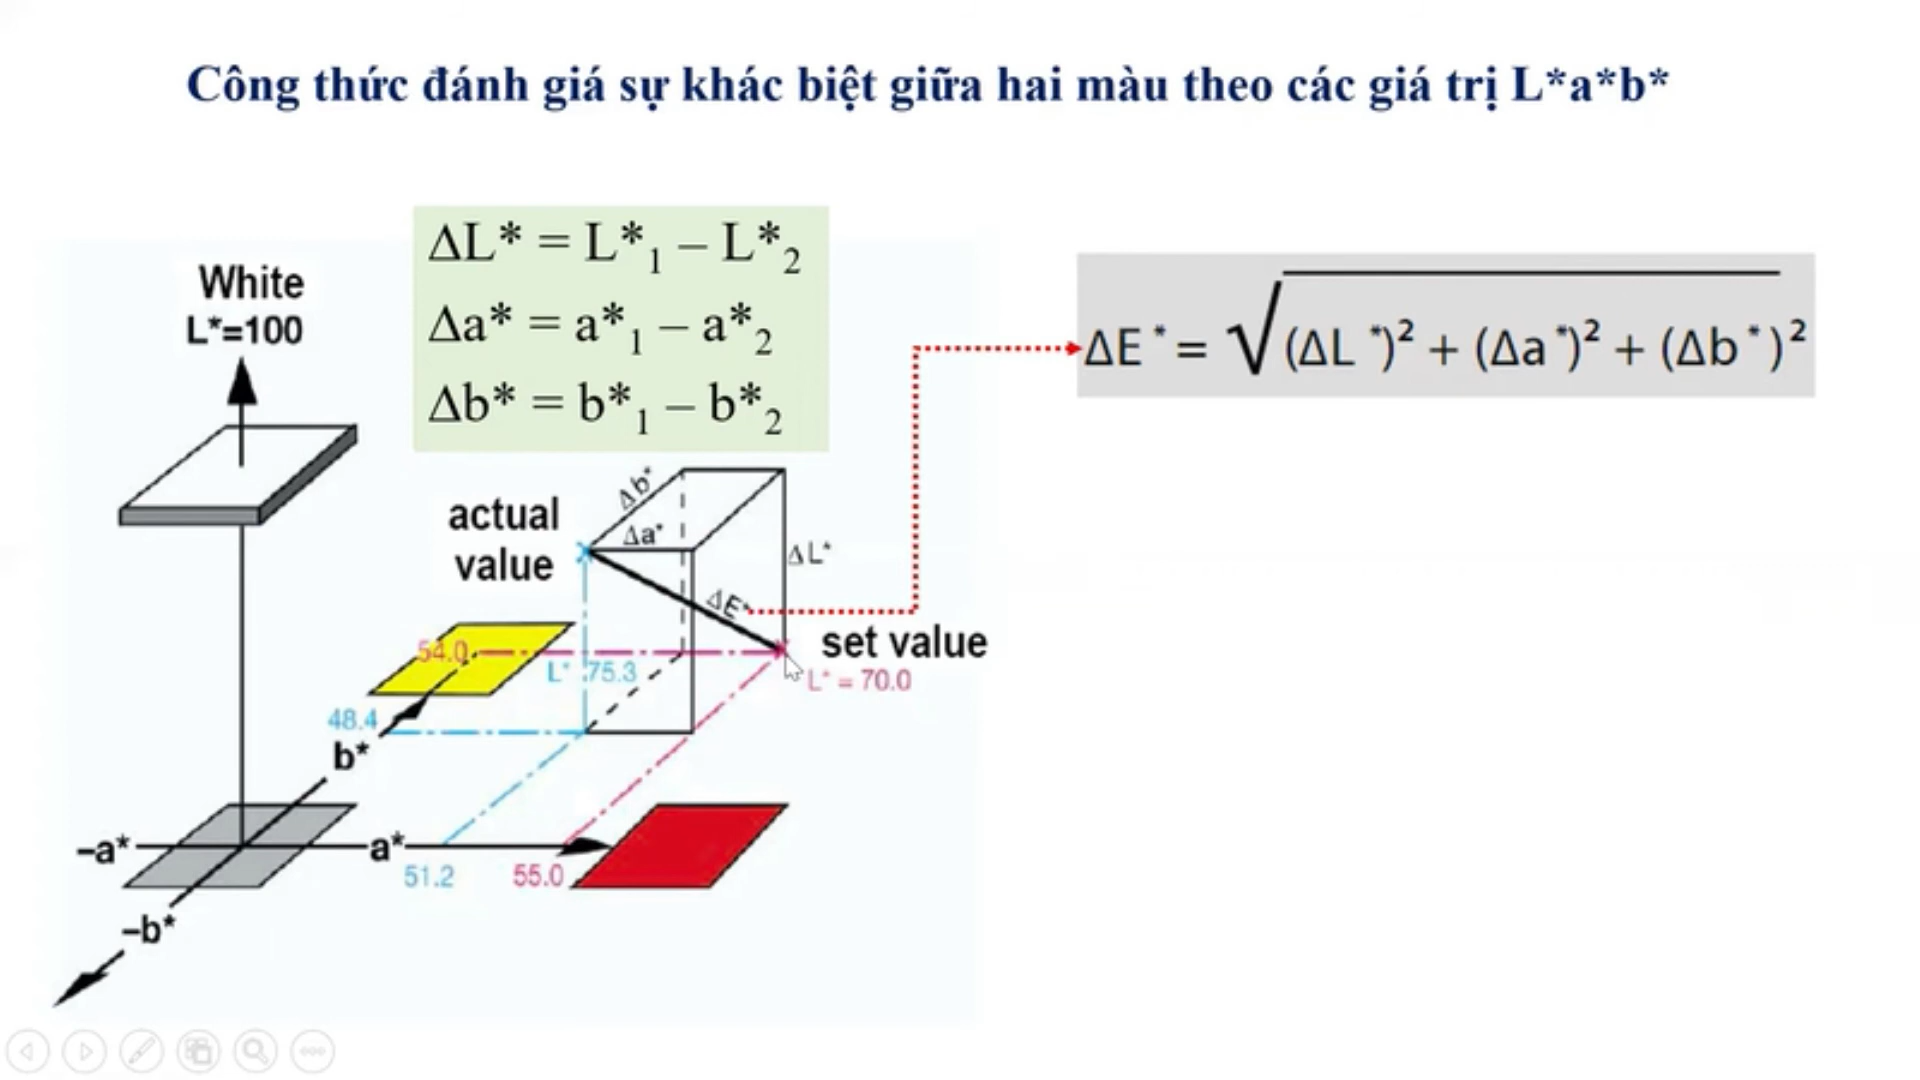 Công thức đánh giá sự khác biệt giữa hai màu theo các giá trị L*a*b*
ΔL* = L*₁ – L*₂
Δa* = a*₁ – a*₂
Δb* = b*₁ – b*₂
ΔE* = √(ΔL*)² + (Δa*)² + (Δb*)²
White
L*=100
actual
value
Δb*
Δa*
ΔL*
ΔE*
set value
L* = 70.0
54.0
L* 75.3
48.4
b*
–a*
a*
51.2
55.0
–b*